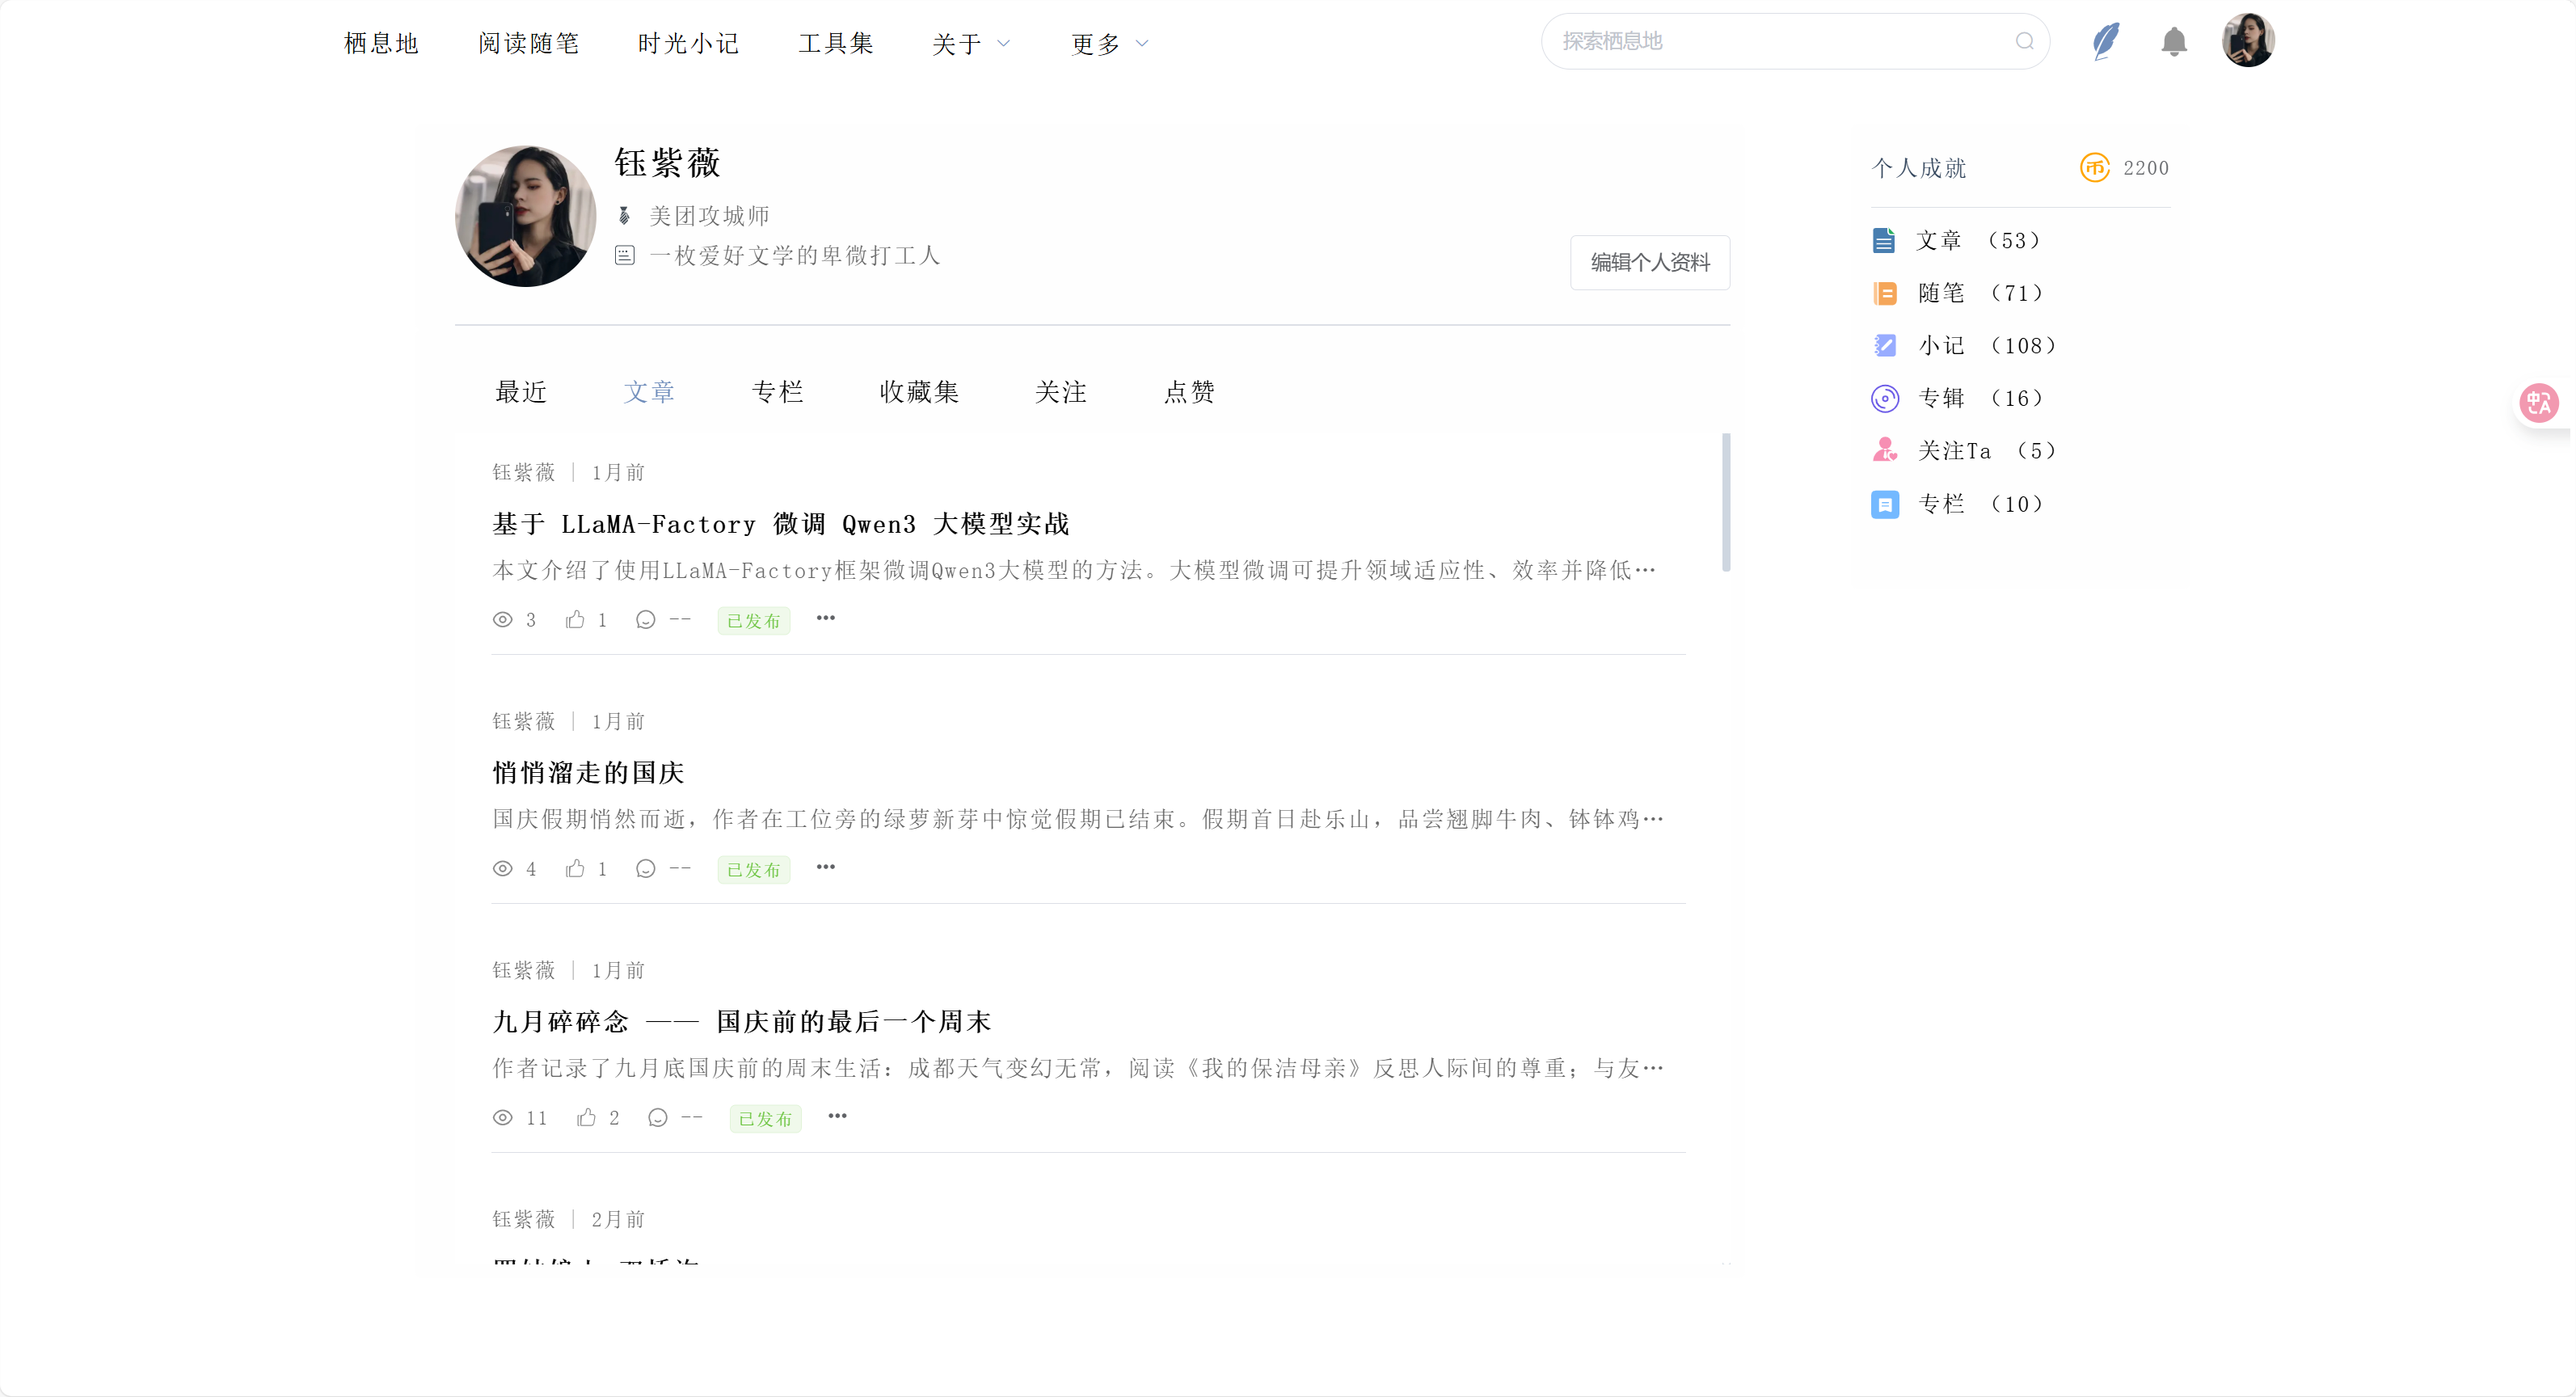 栖息地 阅读随笔 时光小记 工具集 关于 更多 探索栖息地
钰紫薇
美团攻城师
一枚爱好文学的卑微打工人
编辑个人资料
最近 文章 专栏 收藏集 关注 点赞
钰紫薇 | 1月前
基于 LLaMA-Factory 微调 Qwen3 大模型实战
本文介绍了使用LLaMA-Factory框架微调Qwen3大模型的方法。大模型微调可提升领域适应性、效率并降低…
3 1 -- 已发布 •••
钰紫薇 | 1月前
悄悄溜走的国庆
国庆假期悄然而逝，作者在工位旁的绿萝新芽中惊觉假期已结束。假期首日赴乐山，品尝翘脚牛肉、钵钵鸡…
4 1 -- 已发布 •••
钰紫薇 | 1月前
九月碎碎念 —— 国庆前的最后一个周末
作者记录了九月底国庆前的周末生活：成都天气变幻无常，阅读《我的保洁母亲》反思人际间的尊重；与友…
11 2 -- 已发布 •••
钰紫薇 | 2月前
个人成就 币 2200
文章 （53）
随笔 （71）
小记 （108）
专辑 （16）
关注Ta （5）
专栏 （10）
中A